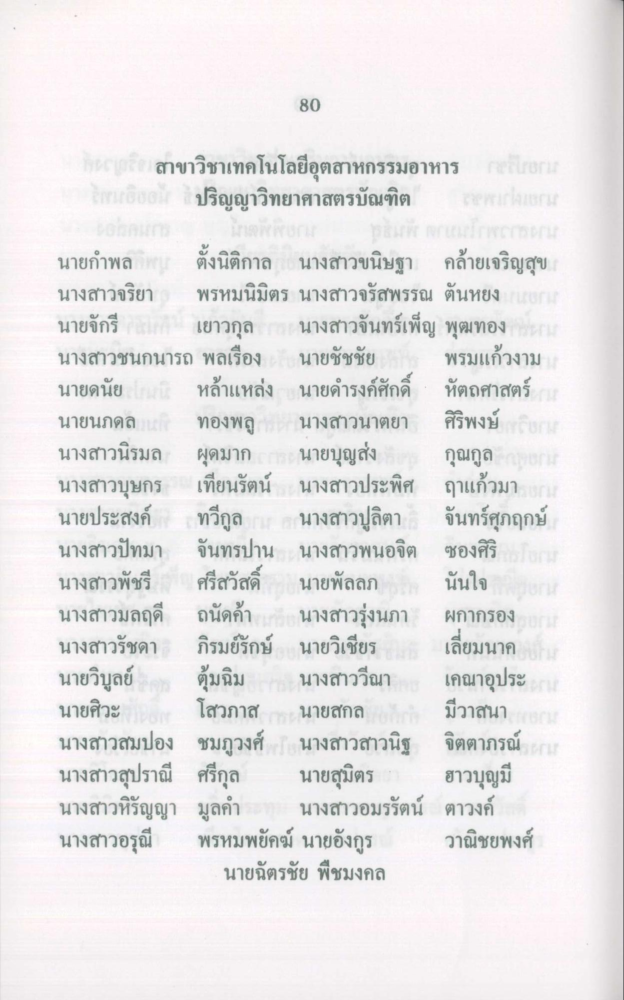 80
สาขาวิชาเทคโนโลยีอุตสาหกรรมอาหาร
ปริญญาวิทยาศาสตรบัณฑิต
นายกำพล ตั้งนิติกาล นางสาวขนิษฐา คล้ายเจริญสุข
นางสาวจริยา พรหมนิมิตร นางสาวจรัสพรรณ ตันหยง
นายจักรี เยาวกุล นางสาวจันทร์เพ็ญ พุฒทอง
นางสาวชนกนารถ พลเรือง นายชัชชัย พรมแก้วงาม
นายดนัย หล้าแหล่ง นายดำรงค์ศักดิ์ หัตถศาสตร์
นายนภดล ทองพลู นางสาวนาตยา ศิริพงษ์
นางสาวนิรมล ผุดมาก นายบุญส่ง กุณกูล
นางสาวบุษกร เทียนรัตน์ นางสาวประพิศ ฤาแก้วมา
นายประสงค์ ทวีกูล นางสาวปูลิตา จันทร์ศุภฤกษ์
นางสาวปัทมา จันทรปาน นางสาวพนอจิต ซองศิริ
นางสาวพัชรี ศรีสวัสดิ์ นายพัลลภ นันใจ
นางสาวมลฤดี ถนัดค้า นางสาวรุ่งนภา ผกากรอง
นางสาวรัชดา ภิรมย์รักษ์ นายวิเชียร เลี่ยมนาค
นายวิบูลย์ ตุ้มฉิม นางสาววีณา เคณาอุประ
นายศิวะ โสวภาส นายสกล มีวาสนา
นางสาวสมปอง ชมภูวงศ์ นางสาวสาวนิฐ จิตตาภรณ์
นางสาวสุปราณี ศรีกุล นายสุมิตร ฮาวบุญมี
นางสาวหิรัญญา มูลคำ นางสาวอมรรัตน์ ตาวงค์
นางสาวอรุณี พรหมพยัคฆ์ นายอังกูร วาณิชยพงศ์
นายฉัตรชัย พืชมงคล